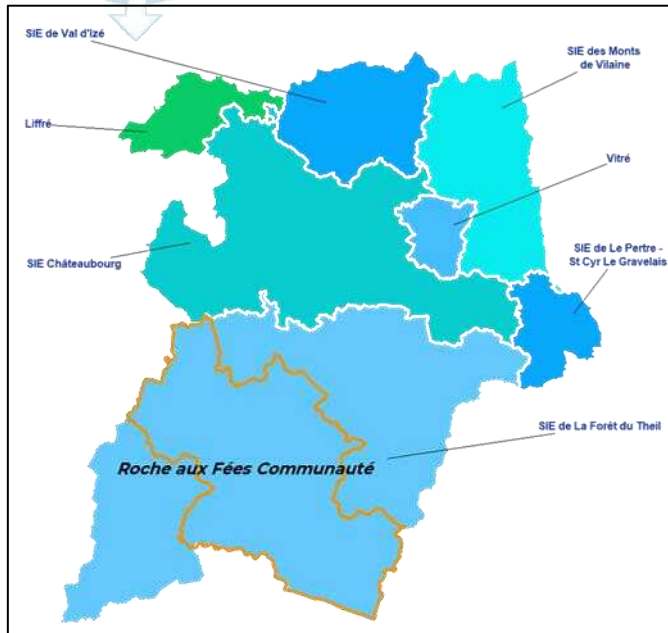 SIE de Val d'Izé
SIE des Monts
de Vilaine
Liffré
Vitré
SIE de Le Pertre -
St Cyr Le Gravelais
SIE Châteaubourg
SIE de La Forêt du Theil
Roche aux Fées Communauté